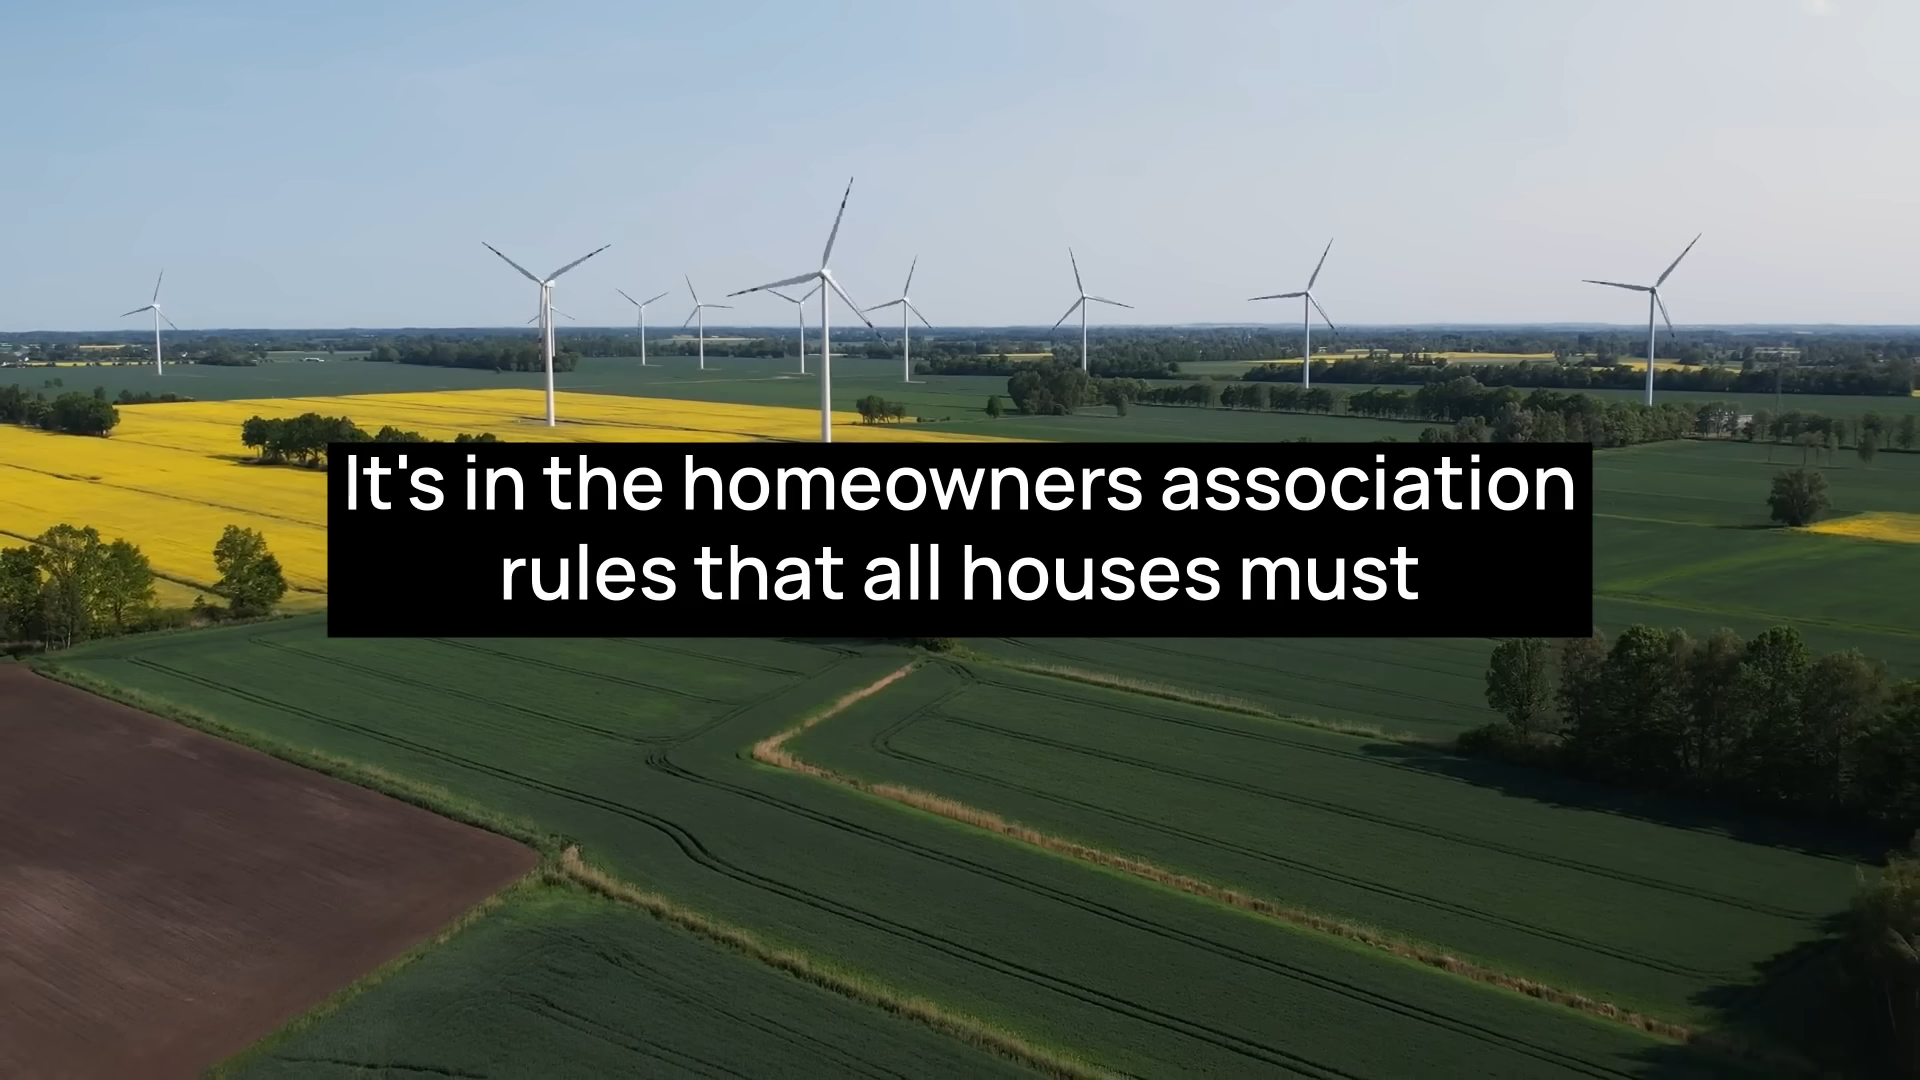 It's in the homeowners association
rules that all houses must